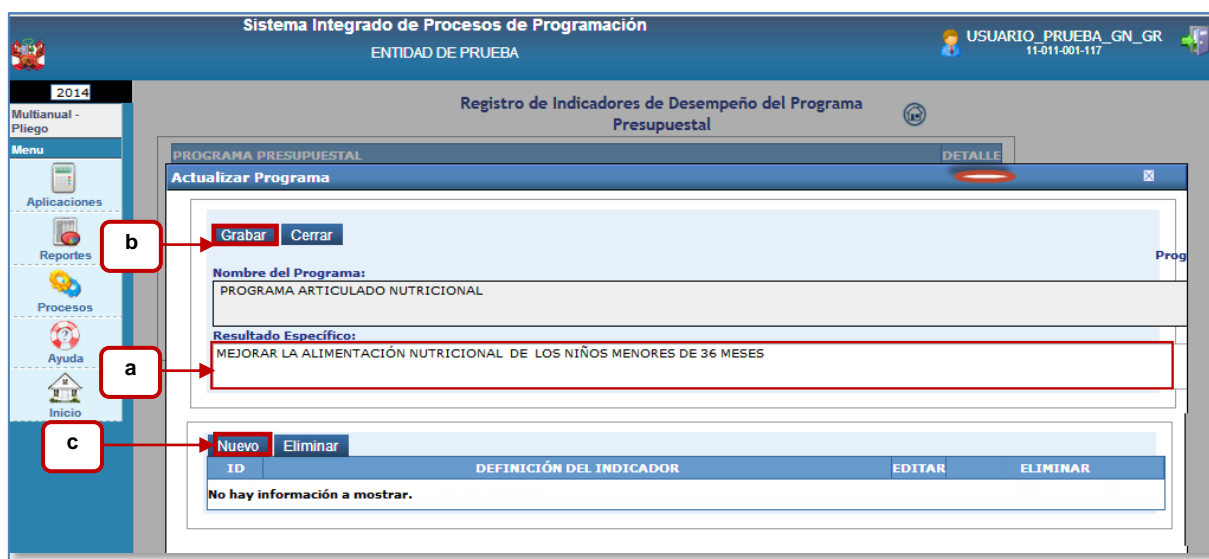 Sistema Integrado de Procesos de Programación
ENTIDAD DE PRUEBA
USUARIO_PRUEBA_GN_GR
11-011-001-117
2014
Multianual -
Pliego
Menu
Aplicaciones
Reportes
Procesos
Ayuda
Inicio
Registro de Indicadores de Desempeño del Programa
Presupuestal
PROGRAMA PRESUPUESTAL DETALLE
Actualizar Programa
b
Grabar Cerrar
Prog
Nombre del Programa:
PROGRAMA ARTICULADO NUTRICIONAL
Resultado Específico:
a
MEJORAR LA ALIMENTACIÓN NUTRICIONAL DE LOS NIÑOS MENORES DE 36 MESES
c
Nuevo Eliminar
ID DEFINICIÓN DEL INDICADOR EDITAR ELIMINAR
No hay información a mostrar.